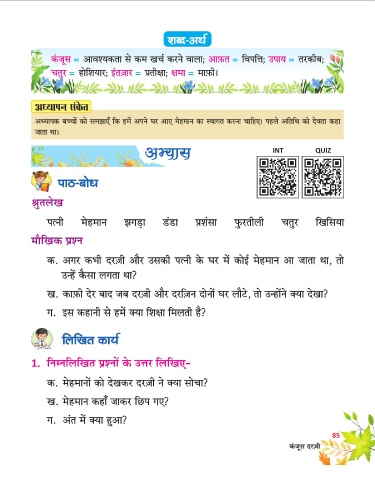 शब्द-अर्थ
कंजूस = आवश्यकता से कम खर्च करने वाला; आफ़त = विपत्ति; उपाय = तरकीब;
चतुर = होशियार; इंतज़ार = प्रतीक्षा; क्षमा = माफ़ी।
अध्यापन संकेत
अध्यापक बच्चों को समझाएँ कि हमें अपने घर आए मेहमान का स्वागत करना चाहिए। पहले अतिथि को देवता कहा
जाता था।
अभ्यास
INT QUIZ
पाठ-बोध
श्रुतलेख
पत्नी मेहमान झगड़ा डंडा प्रशंसा फुरतीली चतुर खिसिया
मौखिक प्रश्न
क. अगर कभी दरज़ी और उसकी पत्नी के घर में कोई मेहमान आ जाता था, तो
उन्हें कैसा लगता था?
ख. काफ़ी देर बाद जब दरज़ी और दरज़िन दोनों घर लौटे, तो उन्होंने क्या देखा?
ग. इस कहानी से हमें क्या शिक्षा मिलती है?
लिखित कार्य
1. निम्नलिखित प्रश्नों के उत्तर लिखिए-
क. मेहमानों को देखकर दरज़ी ने क्या सोचा?
ख. मेहमान कहाँ जाकर छिप गए?
ग. अंत में क्या हुआ?
85
कंजूस दरज़ी